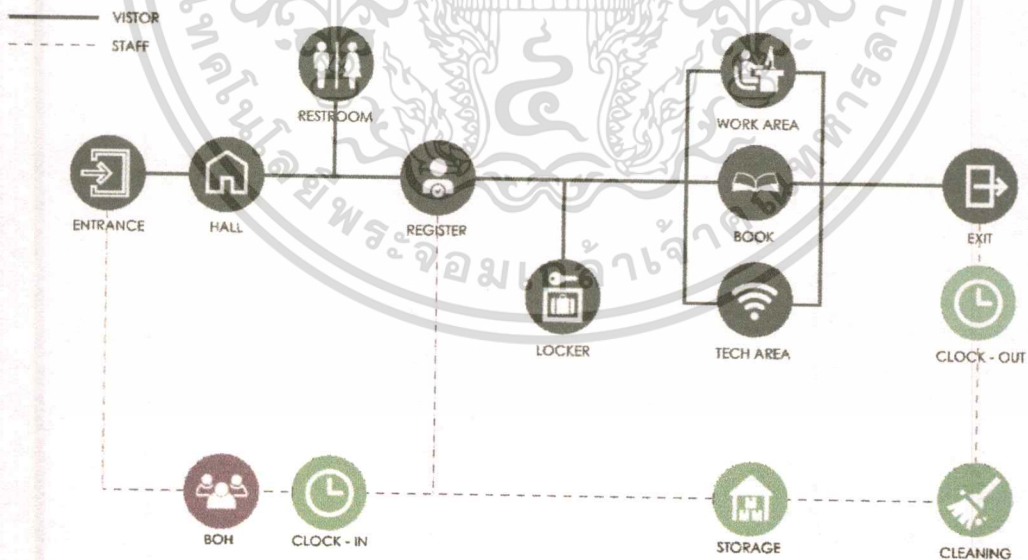 VISTOR
STAFF
RESTROOM
WORK AREA
ENTRANCE
HALL
REGISTER
BOOK
EXIT
LOCKER
TECH AREA
CLOCK - OUT
BOH
CLOCK - IN
STORAGE
CLEANING